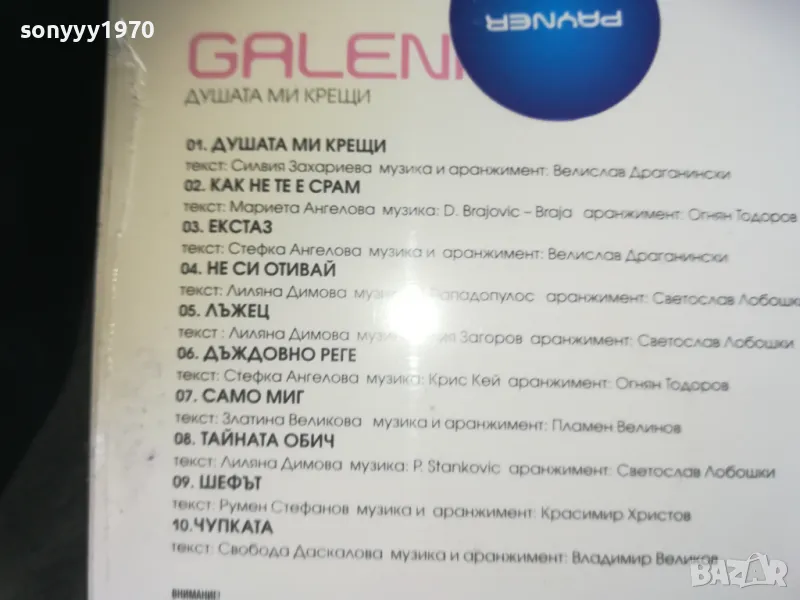 sonyyy1970
PAYNER
GALEN
ДУШАТА МИ КРЕЩИ
01. ДУШАТА МИ КРЕЩИ
текст: Силвия Захариева музика и аранжимент: Велислав Драганински
02. КАК НЕ ТЕ Е СРАМ
текст: Мариета Ангелова музика: D. Brajovic – Braja аранжимент: Огнян Тодоров
03. ЕКСТАЗ
текст: Стефка Ангелова музика и аранжимент: Велислав Драганински
04. НЕ СИ ОТИВАЙ
текст: Лиляна Димова аранжимент: Светослав Лобошки
05. ЛЪЖЕЦ
текст : Лиляна Димова Загоров аранжимент: Светослав Лобошки
06. ДЪЖДОВНО РЕГЕ
текст: Стефка Ангелова музика: Крис Кей аранжимент: Огнян Тодоров
07. САМО МИГ
текст: Златина Великова музика и аранжимент: Пламен Велинов
08. ТАЙНАТА ОБИЧ
текст: Лиляна Димова музика: P. Stankovic аранжимент: Светослав Лобошки
09. ШЕФЪТ
текст: Румен Стефанов музика и аранжимент: Красимир Христов
10.ЧУПКАТА
текст: Свобода Даскалова музика и аранжимент: Владимир Великов
ВНИМАНИЕ!
BAZAR